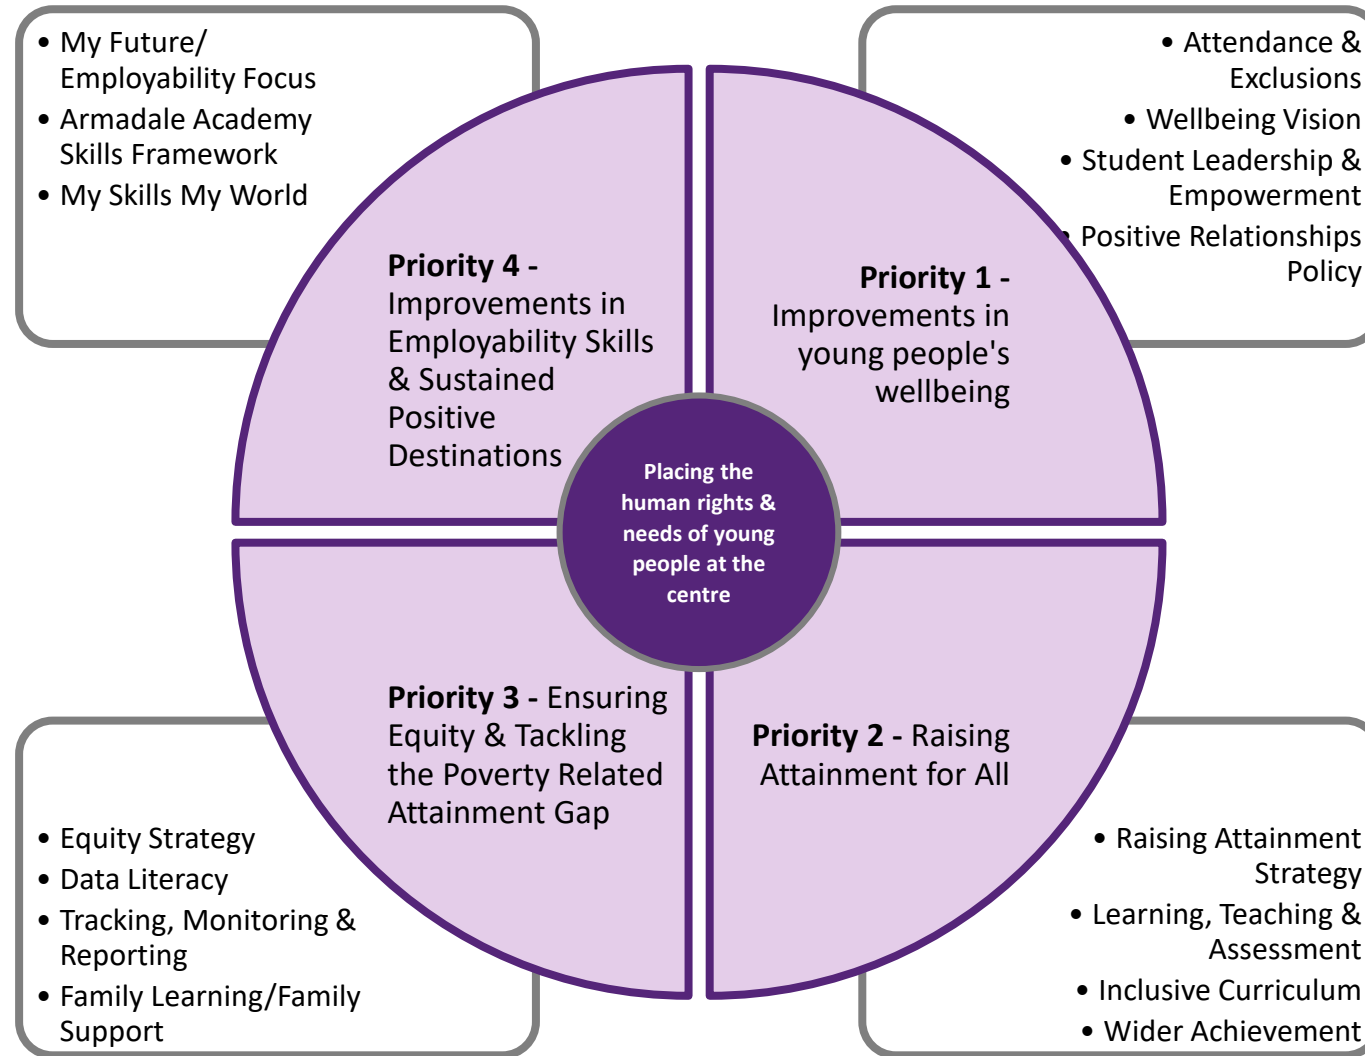 • My Future/
Employability Focus
• Armadale Academy
Skills Framework
• My Skills My World
• Attendance &
Exclusions
• Wellbeing Vision
• Student Leadership &
Empowerment
• Positive Relationships
Policy
Priority 4 -
Improvements in
Employability Skills
& Sustained
Positive
Destinations
Priority 1 -
Improvements in
young people's
wellbeing
Placing the
human rights &
needs of young
people at the
centre
Priority 3 - Ensuring
Equity & Tackling
the Poverty Related
Attainment Gap
Priority 2 - Raising
Attainment for All
• Equity Strategy
• Data Literacy
• Tracking, Monitoring &
Reporting
• Family Learning/Family
Support
• Raising Attainment
Strategy
• Learning, Teaching &
Assessment
• Inclusive Curriculum
• Wider Achievement